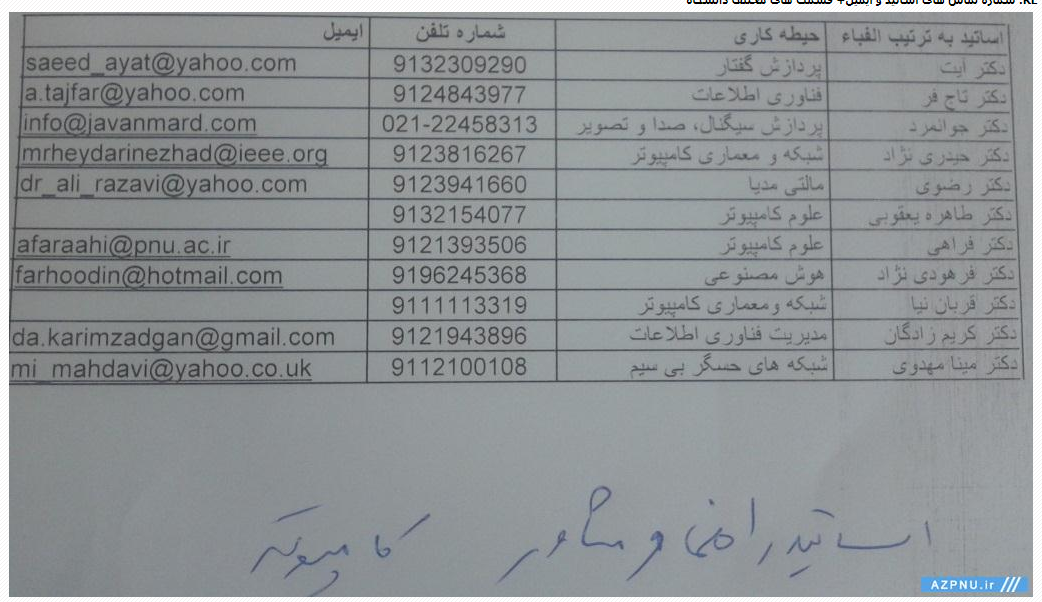 RE: شماره تماس های اساتید و ایمیل+ قسمت های مختلف دانشگاه
اساتید به ترتیب الفباء حیطه کاری شماره تلفن ایمیل
دکتر آیت پردازش گفتار 9132309290 saeed_ayat@yahoo.com
دکتر تاج فر فناوری اطلاعات 9124843977 a.tajfar@yahoo.com
دکتر جوانمرد پردازش سیگنال، صدا و تصویر 021-22458313 info@javanmard.com
دکتر حیدری نژاد شبکه و معماری کامپیوتر 9123816267 mrheydarinezhad@ieee.org
دکتر رضوی مالتی مدیا 9123941660 dr_ali_razavi@yahoo.com
دکتر طاهره یعقوبی علوم کامپیوتر 9132154077
دکتر فراهی علوم کامپیوتر 9121393506 afaraahi@pnu.ac.ir
دکتر فرهودی نژاد هوش مصنوعی 9196245368 farhoodin@hotmail.com
دکتر قربان نیا شبکه ومعماری کامپیوتر 9111113319
دکتر کریم زادگان مدیریت فناوری اطلاعات 9121943896 da.karimzadgan@gmail.com
دکتر مینا مهدوی شبکه های حسگر بی سیم 9112100108 mi_mahdavi@yahoo.co.uk
اساتید راهنما و مشاور کامپیوتر
AZPNU.ir